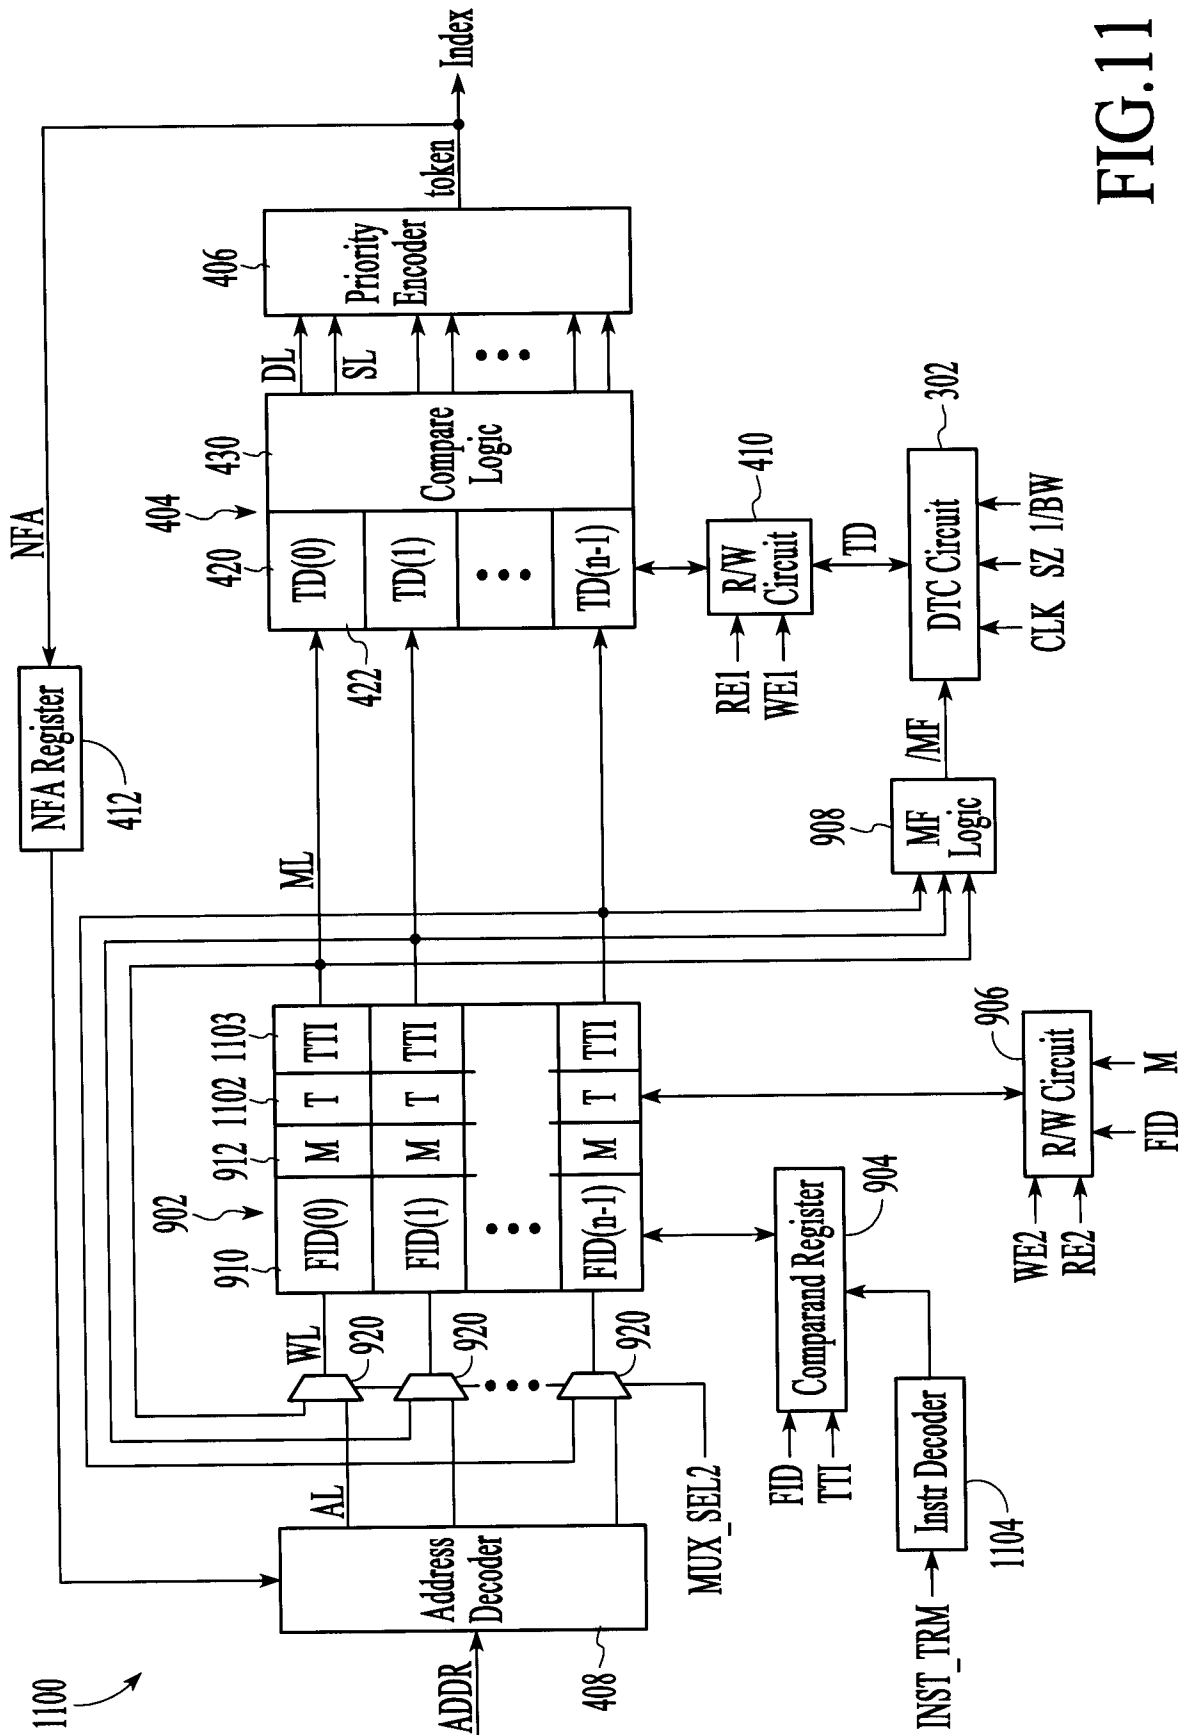 1100
ADDR
Address
Decoder
408
AL
MUX_SEL2
INST_TRM
Instr Decoder
1104
WL
920
920
920
FID
TTI
Comparand Register
904
902
910
912
1102
1103
FID(0)
M
T
TTI
FID(1)
M
T
TTI
FID(n-1)
M
T
TTI
WE2
RE2
R/W Circuit
906
FID
M
NFA Register
412
NFA
ML
908
MF
Logic
/MF
404
420
430
422
TD(0)
TD(1)
TD(n-1)
Compare
Logic
RE1
WE1
R/W
Circuit
410
TD
DTC Circuit
302
CLK
SZ
1/BW
DL
SL
406
Priority
Encoder
token
Index
FIG.11